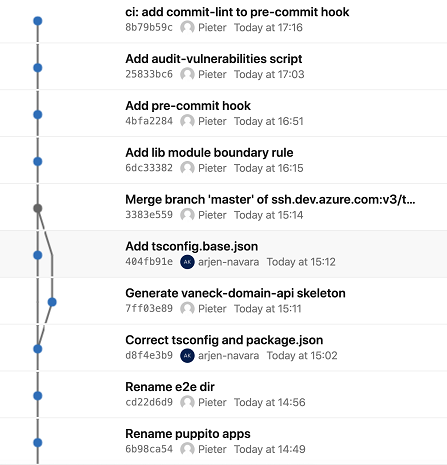 ci: add commit-lint to pre-commit hook
8b79b59c Pieter Today at 17:16
Add audit-vulnerabilities script
25833bc6 Pieter Today at 17:03
Add pre-commit hook
4bfa2284 Pieter Today at 16:51
Add lib module boundary rule
6dc33382 Pieter Today at 16:15
Merge branch 'master' of ssh.dev.azure.com:v3/t...
3383e559 Pieter Today at 15:14
Add tsconfig.base.json
404fb91e AK arjen-navara Today at 15:12
Generate vaneck-domain-api skeleton
7ff03e89 Pieter Today at 15:11
Correct tsconfig and package.json
d8f4e3b9 AK arjen-navara Today at 15:02
Rename e2e dir
cd22d6d9 Pieter Today at 14:56
Rename puppito apps
6b98ca54 Pieter Today at 14:49